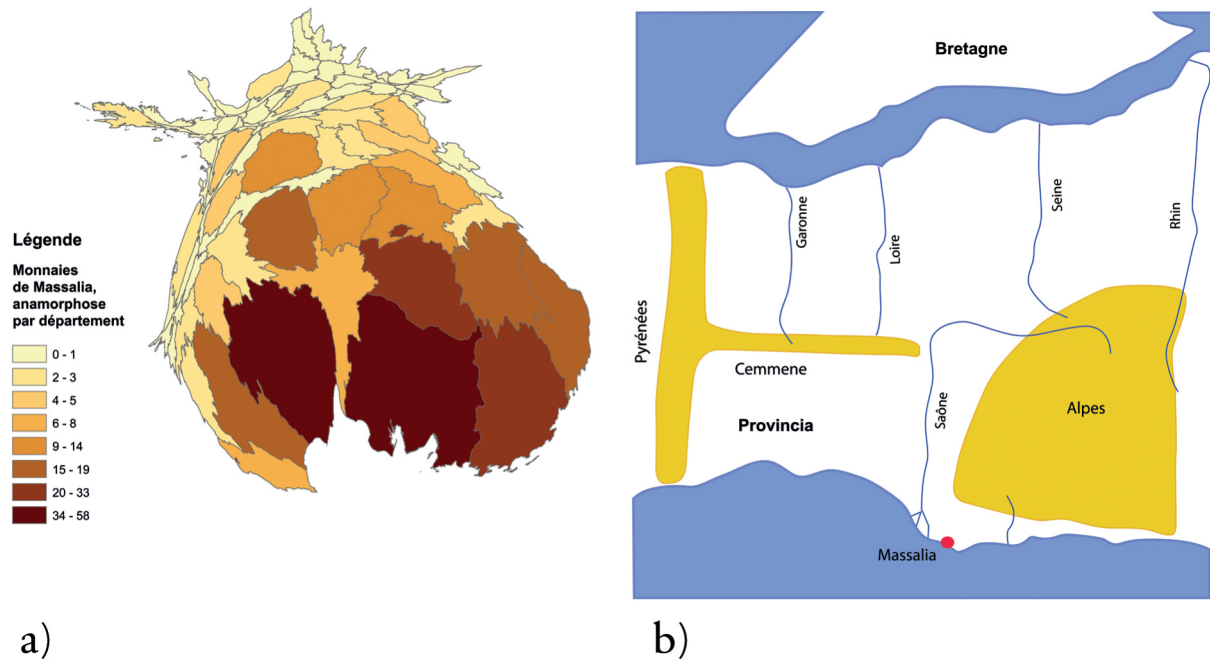 Légende
Monnaies
de Massalia,
anamorphose
par département
0 - 1
2 - 3
4 - 5
6 - 8
9 - 14
15 - 19
20 - 33
34 - 58
a)
Bretagne
Garonne
Loire
Seine
Rhin
Pyrénées
Cemmene
Saône
Alpes
Provincia
Massalia
b)